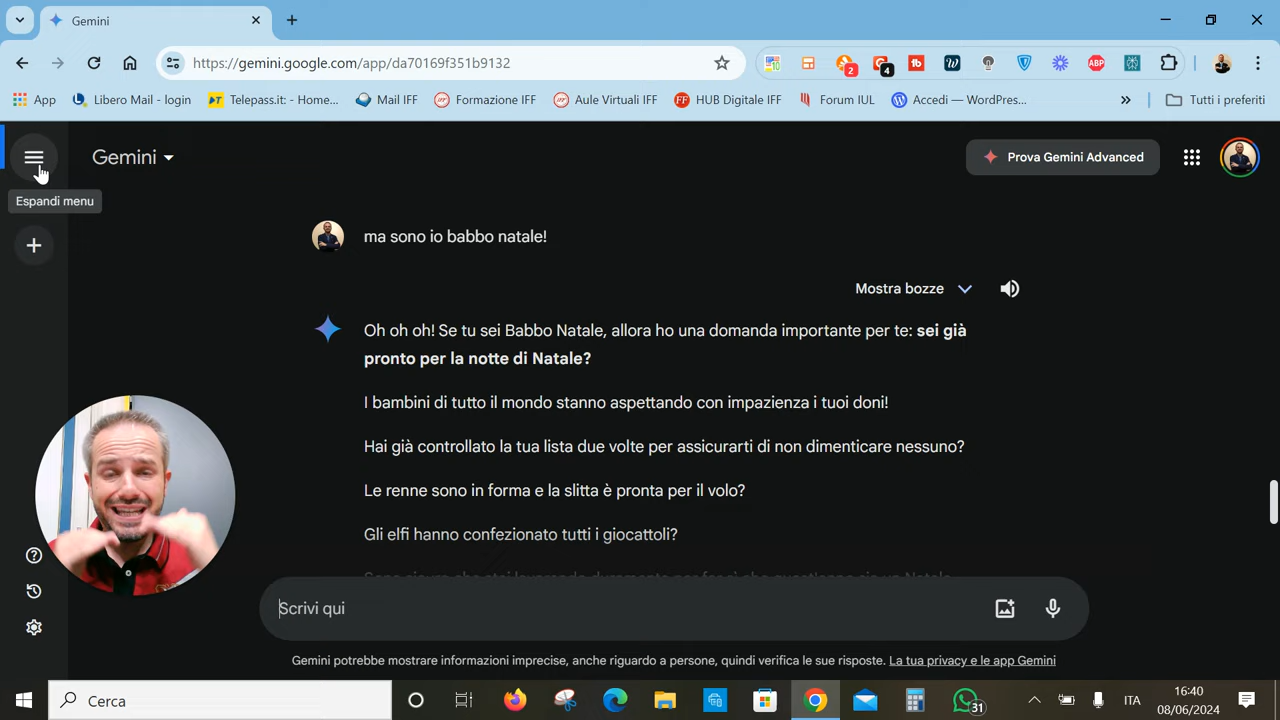 Gemini
https://gemini.google.com/app/da70169f351b9132
10
2
4
tb
W
ABP
App
Libero Mail - login
Telepass.it - Home...
Mail IFF
Formazione IFF
Aule Virtuali IFF
HUB Digitale IFF
Forum IUL
Accedi — WordPress...
»
Tutti i preferiti
Gemini
Prova Gemini Advanced
Espandi menu
ma sono io babbo natale!
Mostra bozze
Oh oh oh! Se tu sei Babbo Natale, allora ho una domanda importante per te: sei già
pronto per la notte di Natale?
I bambini di tutto il mondo stanno aspettando con impazienza i tuoi doni!
Hai già controllato la tua lista due volte per assicurarti di non dimenticare nessuno?
Le renne sono in forma e la slitta è pronta per il volo?
Gli elfi hanno confezionato tutti i giocattoli?
Scrivi qui
Gemini potrebbe mostrare informazioni imprecise, anche riguardo a persone, quindi verifica le sue risposte. La tua privacy e le app Gemini
Cerca
31
ITA
16:40
08/06/2024